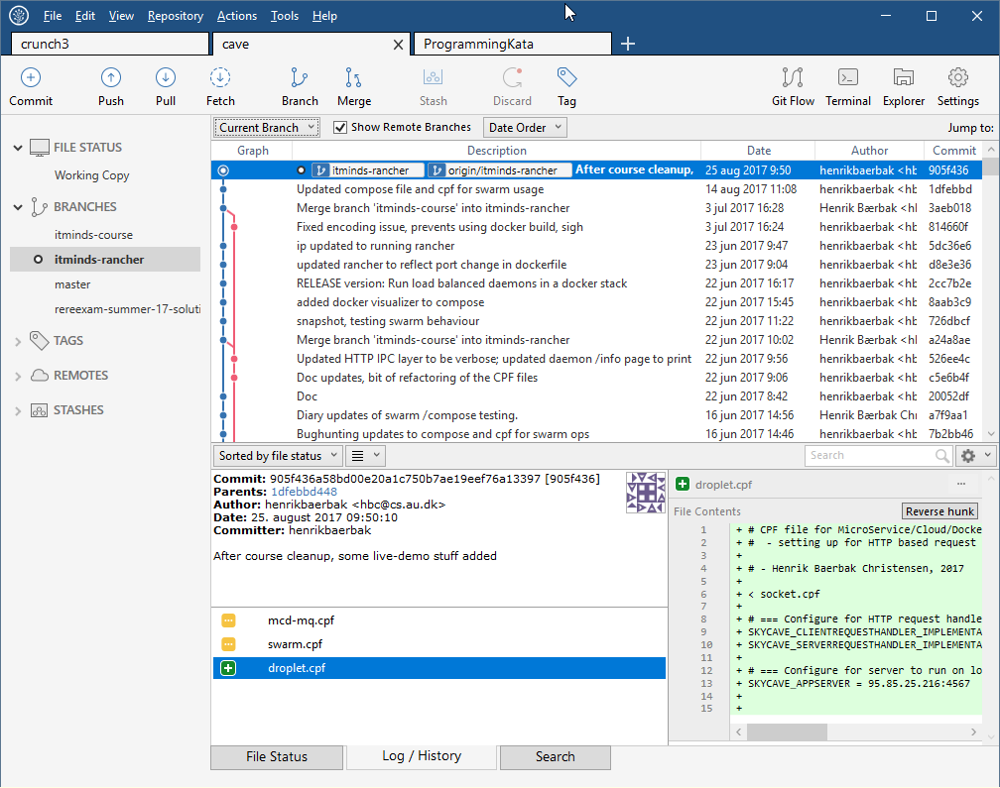 File Edit View Repository Actions Tools Help
crunch3 cave ProgrammingKata
Commit Push Pull Fetch Branch Merge Stash Discard Tag Git Flow Terminal Explorer Settings
FILE STATUS
Working Copy
BRANCHES
itminds-course
itminds-rancher
master
rereexam-summer-17-soluti
TAGS
REMOTES
STASHES
Current Branch Show Remote Branches Date Order Jump to:
Graph Description Date Author Commit
itminds-rancher origin/itminds-rancher After course cleanup, 25 aug 2017 9:50 henrikbaerbak <hb 905f436
Updated compose file and cpf for swarm usage 14 aug 2017 11:08 henrikbaerbak <hb 1dfebbd
Merge branch 'itminds-course' into itminds-rancher 3 jul 2017 16:28 Henrik Bærbak <hl 3aeb018
Fixed encoding issue, prevents using docker build, sigh 3 jul 2017 16:24 Henrik Bærbak <hl 814660f
ip updated to running rancher 23 jun 2017 9:47 henrikbaerbak <hb 5dc36e6
updated rancher to reflect port change in dockerfile 23 jun 2017 9:04 henrikbaerbak <hb d8e3e36
RELEASE version: Run load balanced daemons in a docker stack 22 jun 2017 16:17 henrikbaerbak <hb 2cc7b2e
added docker visualizer to compose 22 jun 2017 15:45 henrikbaerbak <hb 8aab3c9
snapshot, testing swarm behaviour 22 jun 2017 11:22 henrikbaerbak <hb 726dbcf
Merge branch 'itminds-course' into itminds-rancher 22 jun 2017 10:02 Henrik Bærbak <hl a24a8ae
Updated HTTP IPC layer to be verbose; updated daemon /info page to print 22 jun 2017 9:56 henrikbaerbak <hb 526ee4c
Doc updates, bit of refactoring of the CPF files 22 jun 2017 9:06 henrikbaerbak <hb c5e6b4f
Doc 22 jun 2017 8:42 henrikbaerbak <hb 20052df
Diary updates of swarm /compose testing. 16 jun 2017 14:56 Henrik Bærbak Chr a7f9aa1
Bughunting updates to compose and cpf for swarm ops 16 jun 2017 14:46 henrikbaerbak <hb 7b2bb46
Sorted by file status Search
Commit: 905f436a58bd00e20a1c750b7ae19eef76a13397 [905f436]
Parents: 1dfebbd448
Author: henrikbaerbak <hbc@cs.au.dk>
Date: 25. august 2017 09:50:10
Committer: henrikbaerbak
After course cleanup, some live-demo stuff added
mcd-mq.cpf
swarm.cpf
droplet.cpf
droplet.cpf
File Contents Reverse hunk
1 + # CPF file for MicroService/Cloud/Docke
2 + #  - setting up for HTTP based request
3 +
4 + # - Henrik Baerbak Christensen, 2017
5 +
6 + < socket.cpf
7 +
8 + # === Configure for HTTP request handle
9 + SKYCAVE_CLIENTREQUESTHANDLER_IMPLEMENTA
10 + SKYCAVE_SERVERREQUESTHANDLER_IMPLEMENTA
11 +
12 + # === Configure for server to run on lo
13 + SKYCAVE_APPSERVER = 95.85.25.216:4567
14 +
15 +
File Status Log / History Search